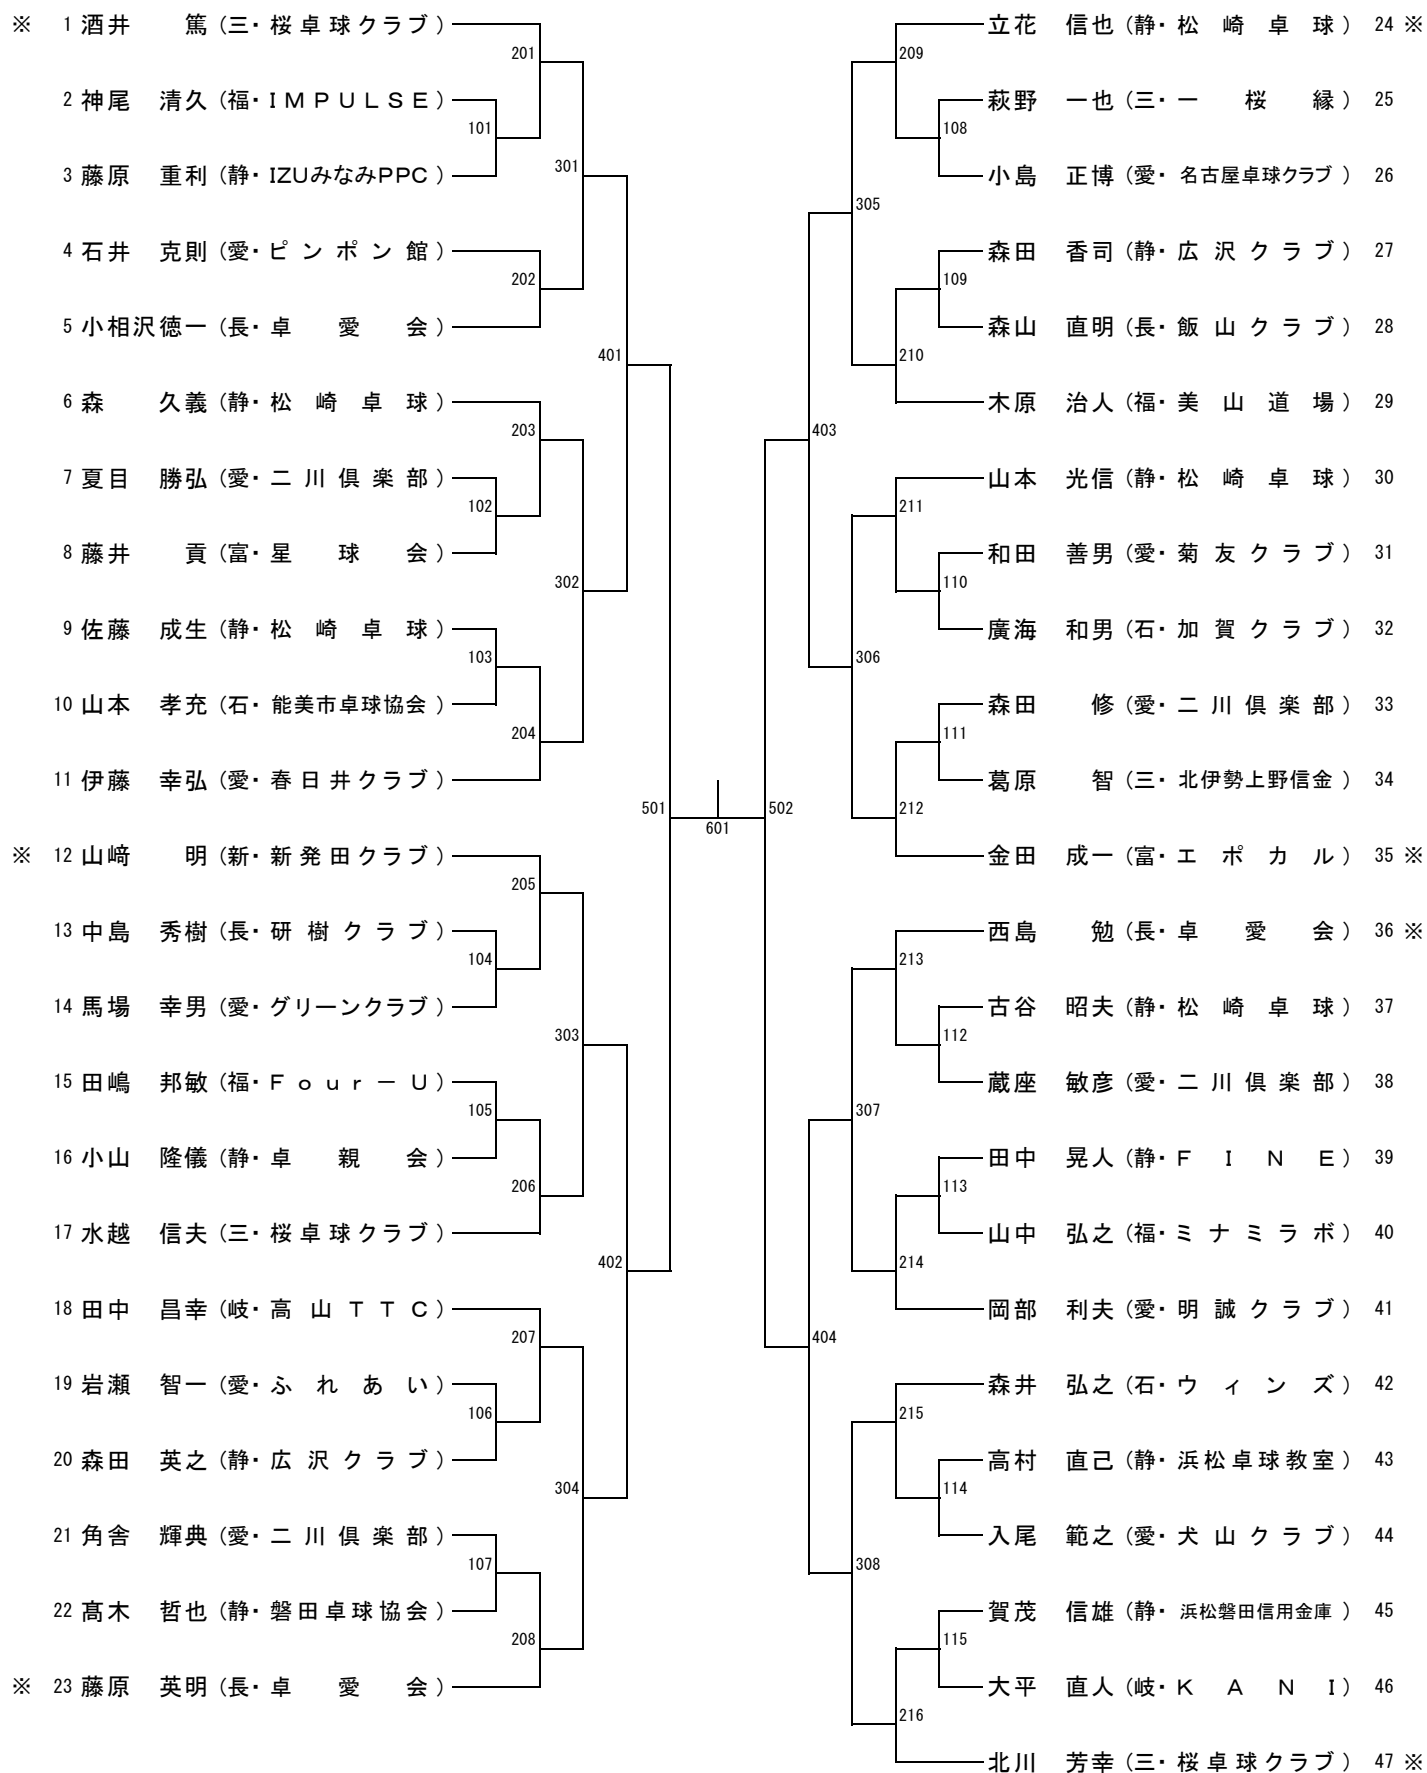 ※ 1 酒井 篤 (三・桜卓球クラブ)
201
2 神尾 清久 (福・ＩＭＰＵＬＳＥ)
101
3 藤原 重利 (静・IZUみなみPPC)
301
4 石井 克則 (愛・ピンポン館)
202
5 小相沢徳一 (長・卓愛会)
401
6 森 久義 (静・松崎卓球)
203
7 夏目 勝弘 (愛・二川倶楽部)
102
8 藤井 貢 (富・星球会)
302
9 佐藤 成生 (静・松崎卓球)
103
10 山本 孝充 (石・能美市卓球協会)
204
11 伊藤 幸弘 (愛・春日井クラブ)
501
※ 12 山﨑 明 (新・新発田クラブ)
205
13 中島 秀樹 (長・研樹クラブ)
104
14 馬場 幸男 (愛・グリーンクラブ)
303
15 田嶋 邦敏 (福・Ｆｏｕｒ－Ｕ)
105
16 小山 隆儀 (静・卓親会)
206
17 水越 信夫 (三・桜卓球クラブ)
402
18 田中 昌幸 (岐・高山ＴＴＣ)
207
19 岩瀬 智一 (愛・ふれあい)
106
20 森田 英之 (静・広沢クラブ)
304
21 角舎 輝典 (愛・二川倶楽部)
107
22 髙木 哲也 (静・磐田卓球協会)
208
※ 23 藤原 英明 (長・卓愛会)
601
立花 信也 (静・松崎卓球) 24 ※
209
萩野 一也 (三・一桜縁) 25
108
小島 正博 (愛・名古屋卓球クラブ) 26
305
森田 香司 (静・広沢クラブ) 27
109
森山 直明 (長・飯山クラブ) 28
210
木原 治人 (福・美山道場) 29
403
山本 光信 (静・松崎卓球) 30
211
和田 善男 (愛・菊友クラブ) 31
110
廣海 和男 (石・加賀クラブ) 32
306
森田 修 (愛・二川倶楽部) 33
111
葛原 智 (三・北伊勢上野信金) 34
212
502
金田 成一 (富・エポカル) 35 ※
西島 勉 (長・卓愛会) 36 ※
213
古谷 昭夫 (静・松崎卓球) 37
112
蔵座 敏彦 (愛・二川倶楽部) 38
307
田中 晃人 (静・ＦＩＮＥ) 39
113
山中 弘之 (福・ミナミラボ) 40
214
岡部 利夫 (愛・明誠クラブ) 41
404
森井 弘之 (石・ウィンズ) 42
215
高村 直己 (静・浜松卓球教室) 43
114
入尾 範之 (愛・犬山クラブ) 44
308
賀茂 信雄 (静・浜松磐田信用金庫) 45
115
大平 直人 (岐・ＫＡＮＩ) 46
216
北川 芳幸 (三・桜卓球クラブ) 47 ※